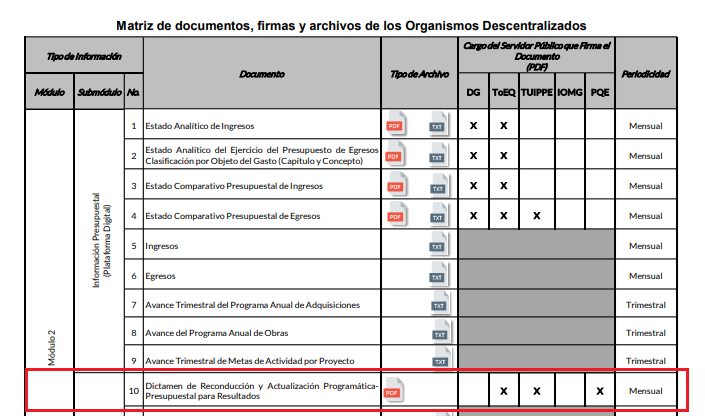 Matriz de documentos, firmas y archivos de los Organismos Descentralizados
Tipo de Información
Documento
Tipo de Archivo
Cargo del Servidor Público que Firma el
Documento
(PDF)
Periodicidad
Módulo Submódulo No.
DG ToEQ TUIPPE IOMG PQE
Módulo 2
Información Presupuestal
(Plataforma Digital)
1 Estado Analítico de Ingresos PDF TXT X X Mensual
2 Estado Analítico del Ejercicio del Presupuesto de Egresos
Clasificación por Objeto del Gasto (Capítulo y Concepto) PDF TXT X X Mensual
3 Estado Comparativo Presupuestal de Ingresos PDF TXT X X Mensual
4 Estado Comparativo Presupuestal de Egresos PDF TXT X X X Mensual
5 Ingresos TXT Mensual
6 Egresos TXT Mensual
7 Avance Trimestral del Programa Anual de Adquisiciones TXT Trimestral
8 Avance del Programa Anual de Obras TXT Trimestral
9 Avance Trimestral de Metas de Actividad por Proyecto TXT Trimestral
10 Dictamen de Reconducción y Actualización Programática-
Presupuestal para Resultados PDF X X X Mensual